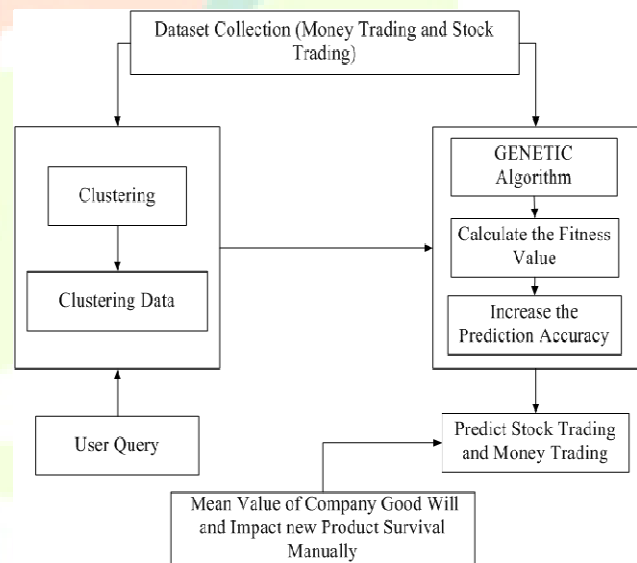 Dataset Collection (Money Trading and Stock
Trading)
Clustering
Clustering Data
User Query
GENETIC
Algorithm
Calculate the Fitness
Value
Increase the
Prediction Accuracy
Predict Stock Trading
and Money Trading
Mean Value of Company Good Will
and Impact new Product Survival
Manually